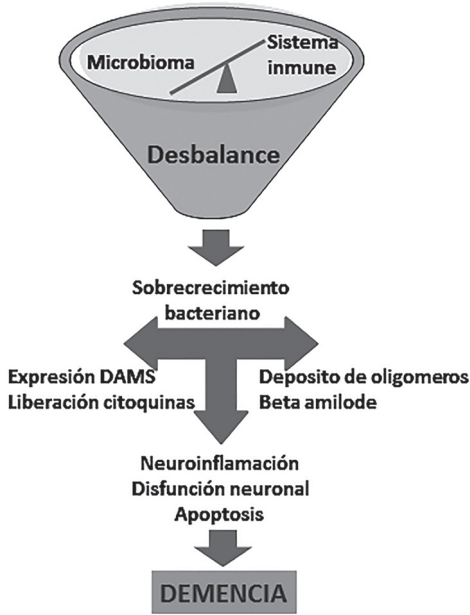 Microbioma
Sistema
inmune
Desbalance
Sobrecrecimiento
bacteriano
Expresión DAMS
Liberación citoquinas
Deposito de oligomeros
Beta amilode
Neuroinflamación
Disfunción neuronal
Apoptosis
DEMENCIA